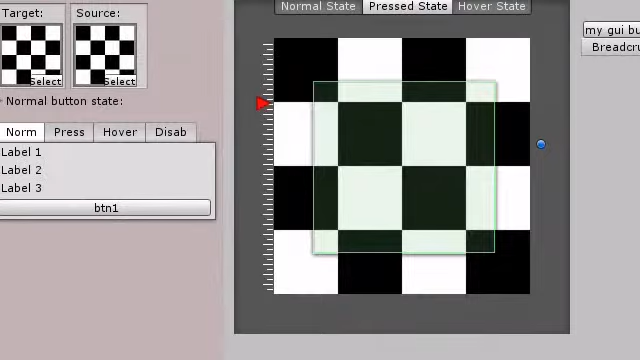 Target:
Source:
Select
Select
Normal button state:
Norm
Press
Hover
Disab
Label 1
Label 2
Label 3
btn1
Normal State
Pressed State
Hover State
my gui bu
Breadcru